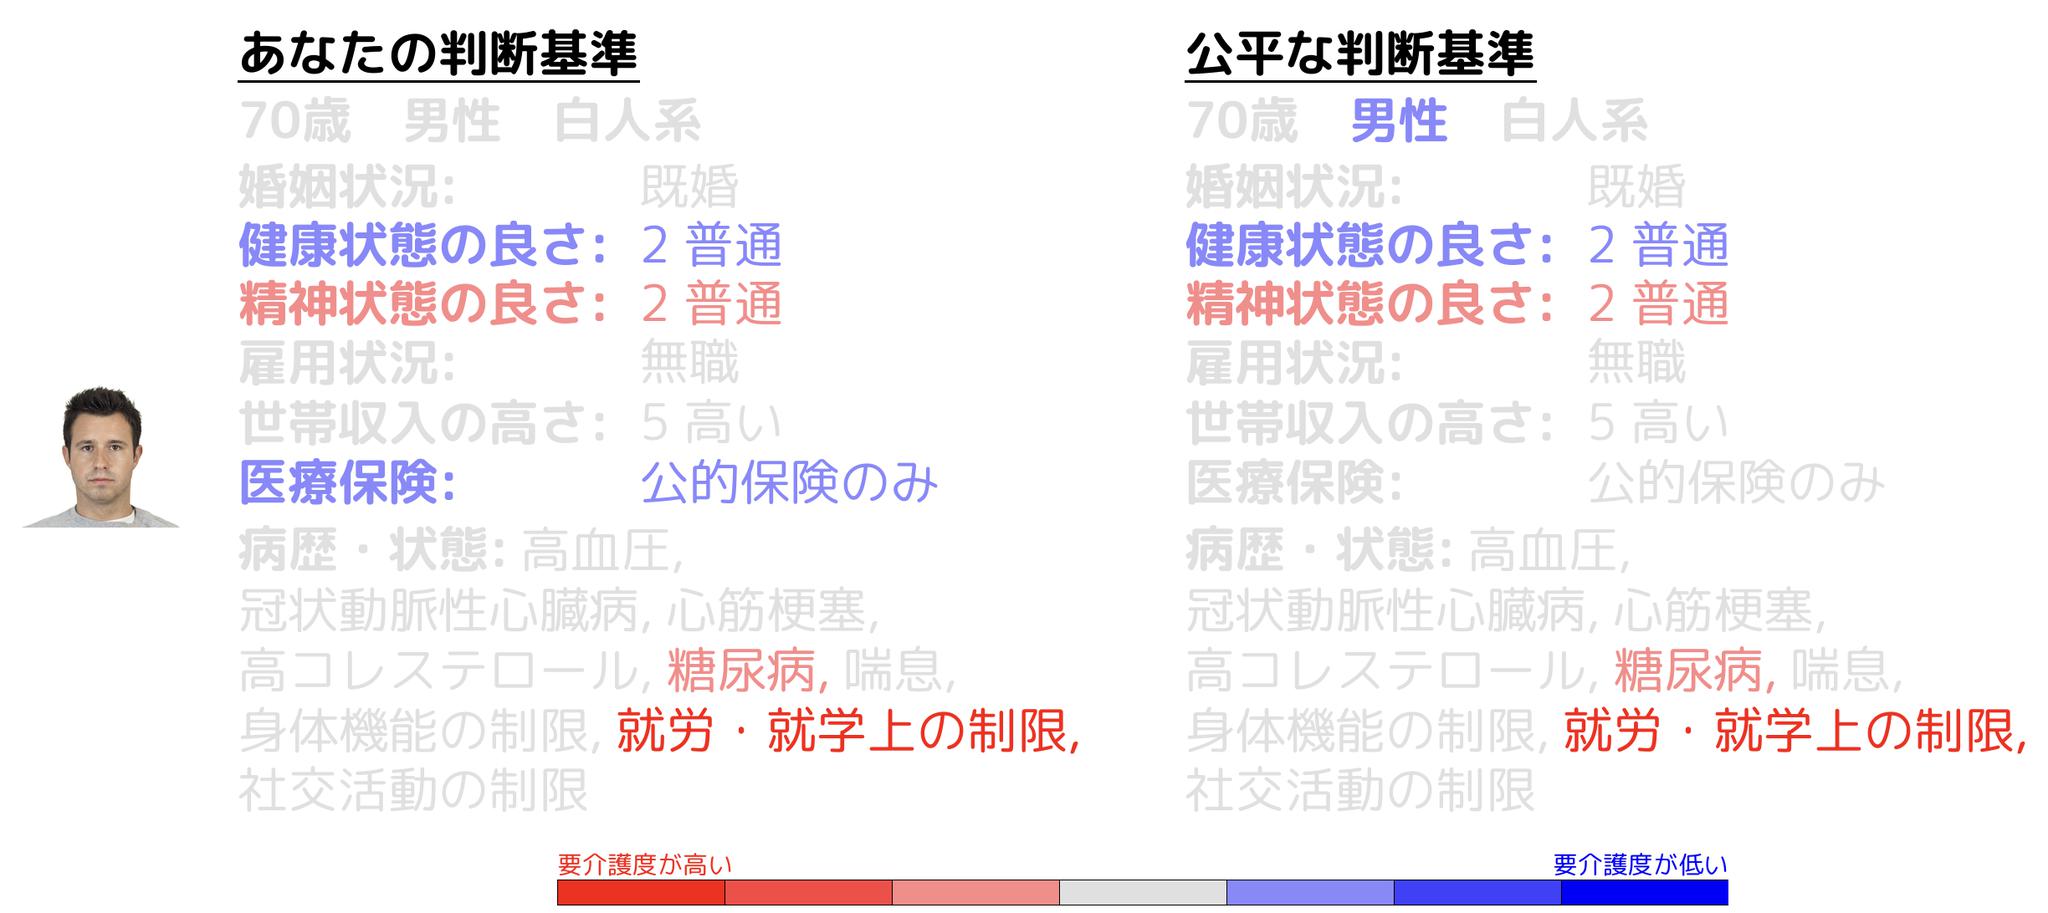 あなたの判断基準
70歳 男性 白人系
婚姻状況: 既婚
健康状態の良さ: 2 普通
精神状態の良さ: 2 普通
雇用状況: 無職
世帯収入の高さ: 5 高い
医療保険: 公的保険のみ
病歴・状態: 高血圧,
冠状動脈性心臓病, 心筋梗塞,
高コレステロール, 糖尿病, 喘息,
身体機能の制限, 就労・就学上の制限,
社交活動の制限
公平な判断基準
70歳 男性 白人系
婚姻状況: 既婚
健康状態の良さ: 2 普通
精神状態の良さ: 2 普通
雇用状況: 無職
世帯収入の高さ: 5 高い
医療保険: 公的保険のみ
病歴・状態: 高血圧,
冠状動脈性心臓病, 心筋梗塞,
高コレステロール, 糖尿病, 喘息,
身体機能の制限, 就労・就学上の制限,
社交活動の制限
要介護度が高い
要介護度が低い